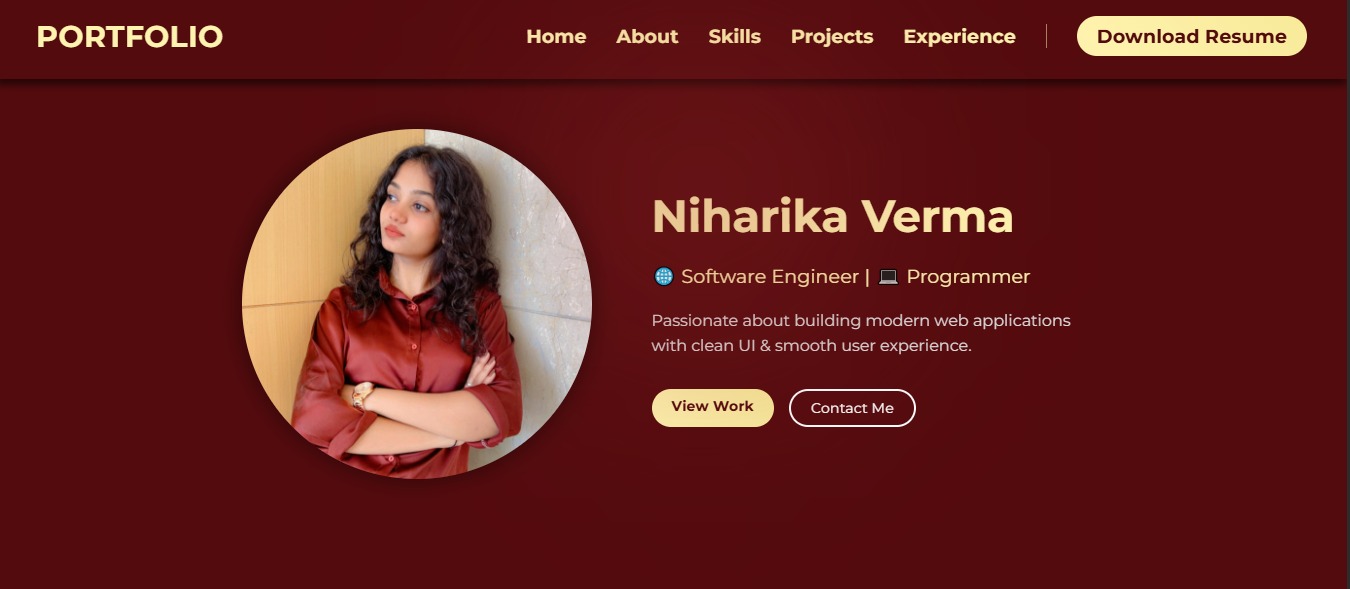 PORTFOLIO
Home About Skills Projects Experience Download Resume
Niharika Verma
🌐 Software Engineer | 💻 Programmer
Passionate about building modern web applications
with clean UI & smooth user experience.
View Work Contact Me